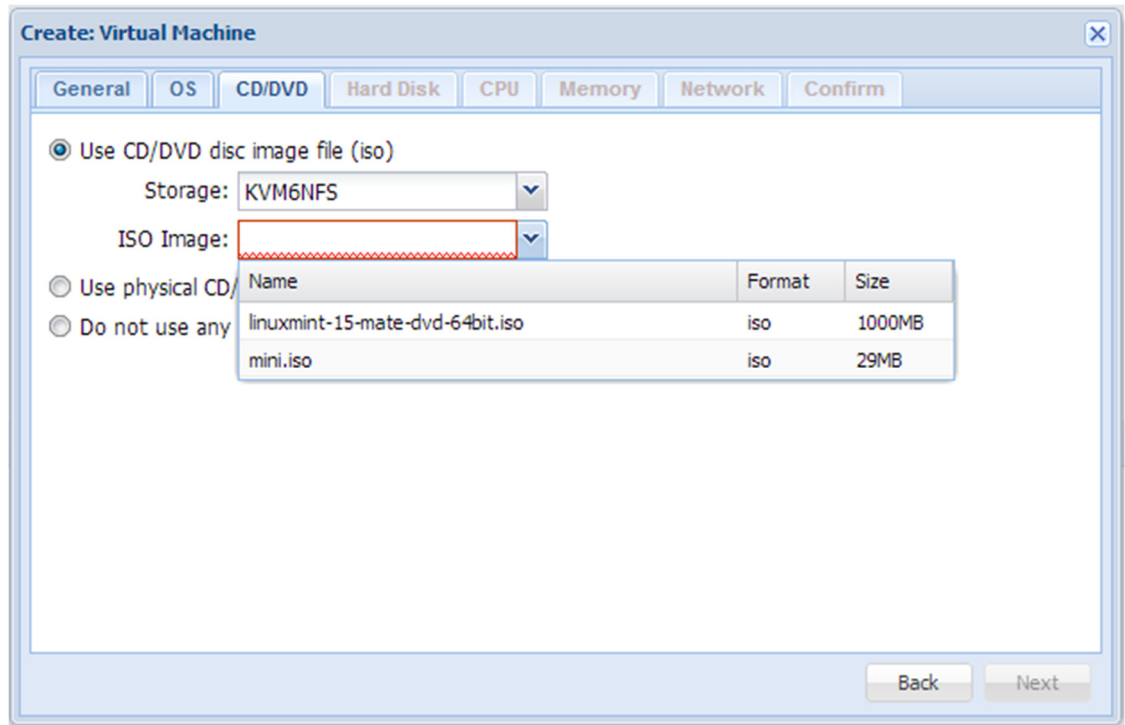 Create: Virtual Machine
General OS CD/DVD Hard Disk CPU Memory Network Confirm
Use CD/DVD disc image file (iso)
Storage: KVM6NFS
ISO Image:
Use physical CD/
Name Format Size
Do not use any
linuxmint-15-mate-dvd-64bit.iso iso 1000MB
mini.iso iso 29MB
Back Next